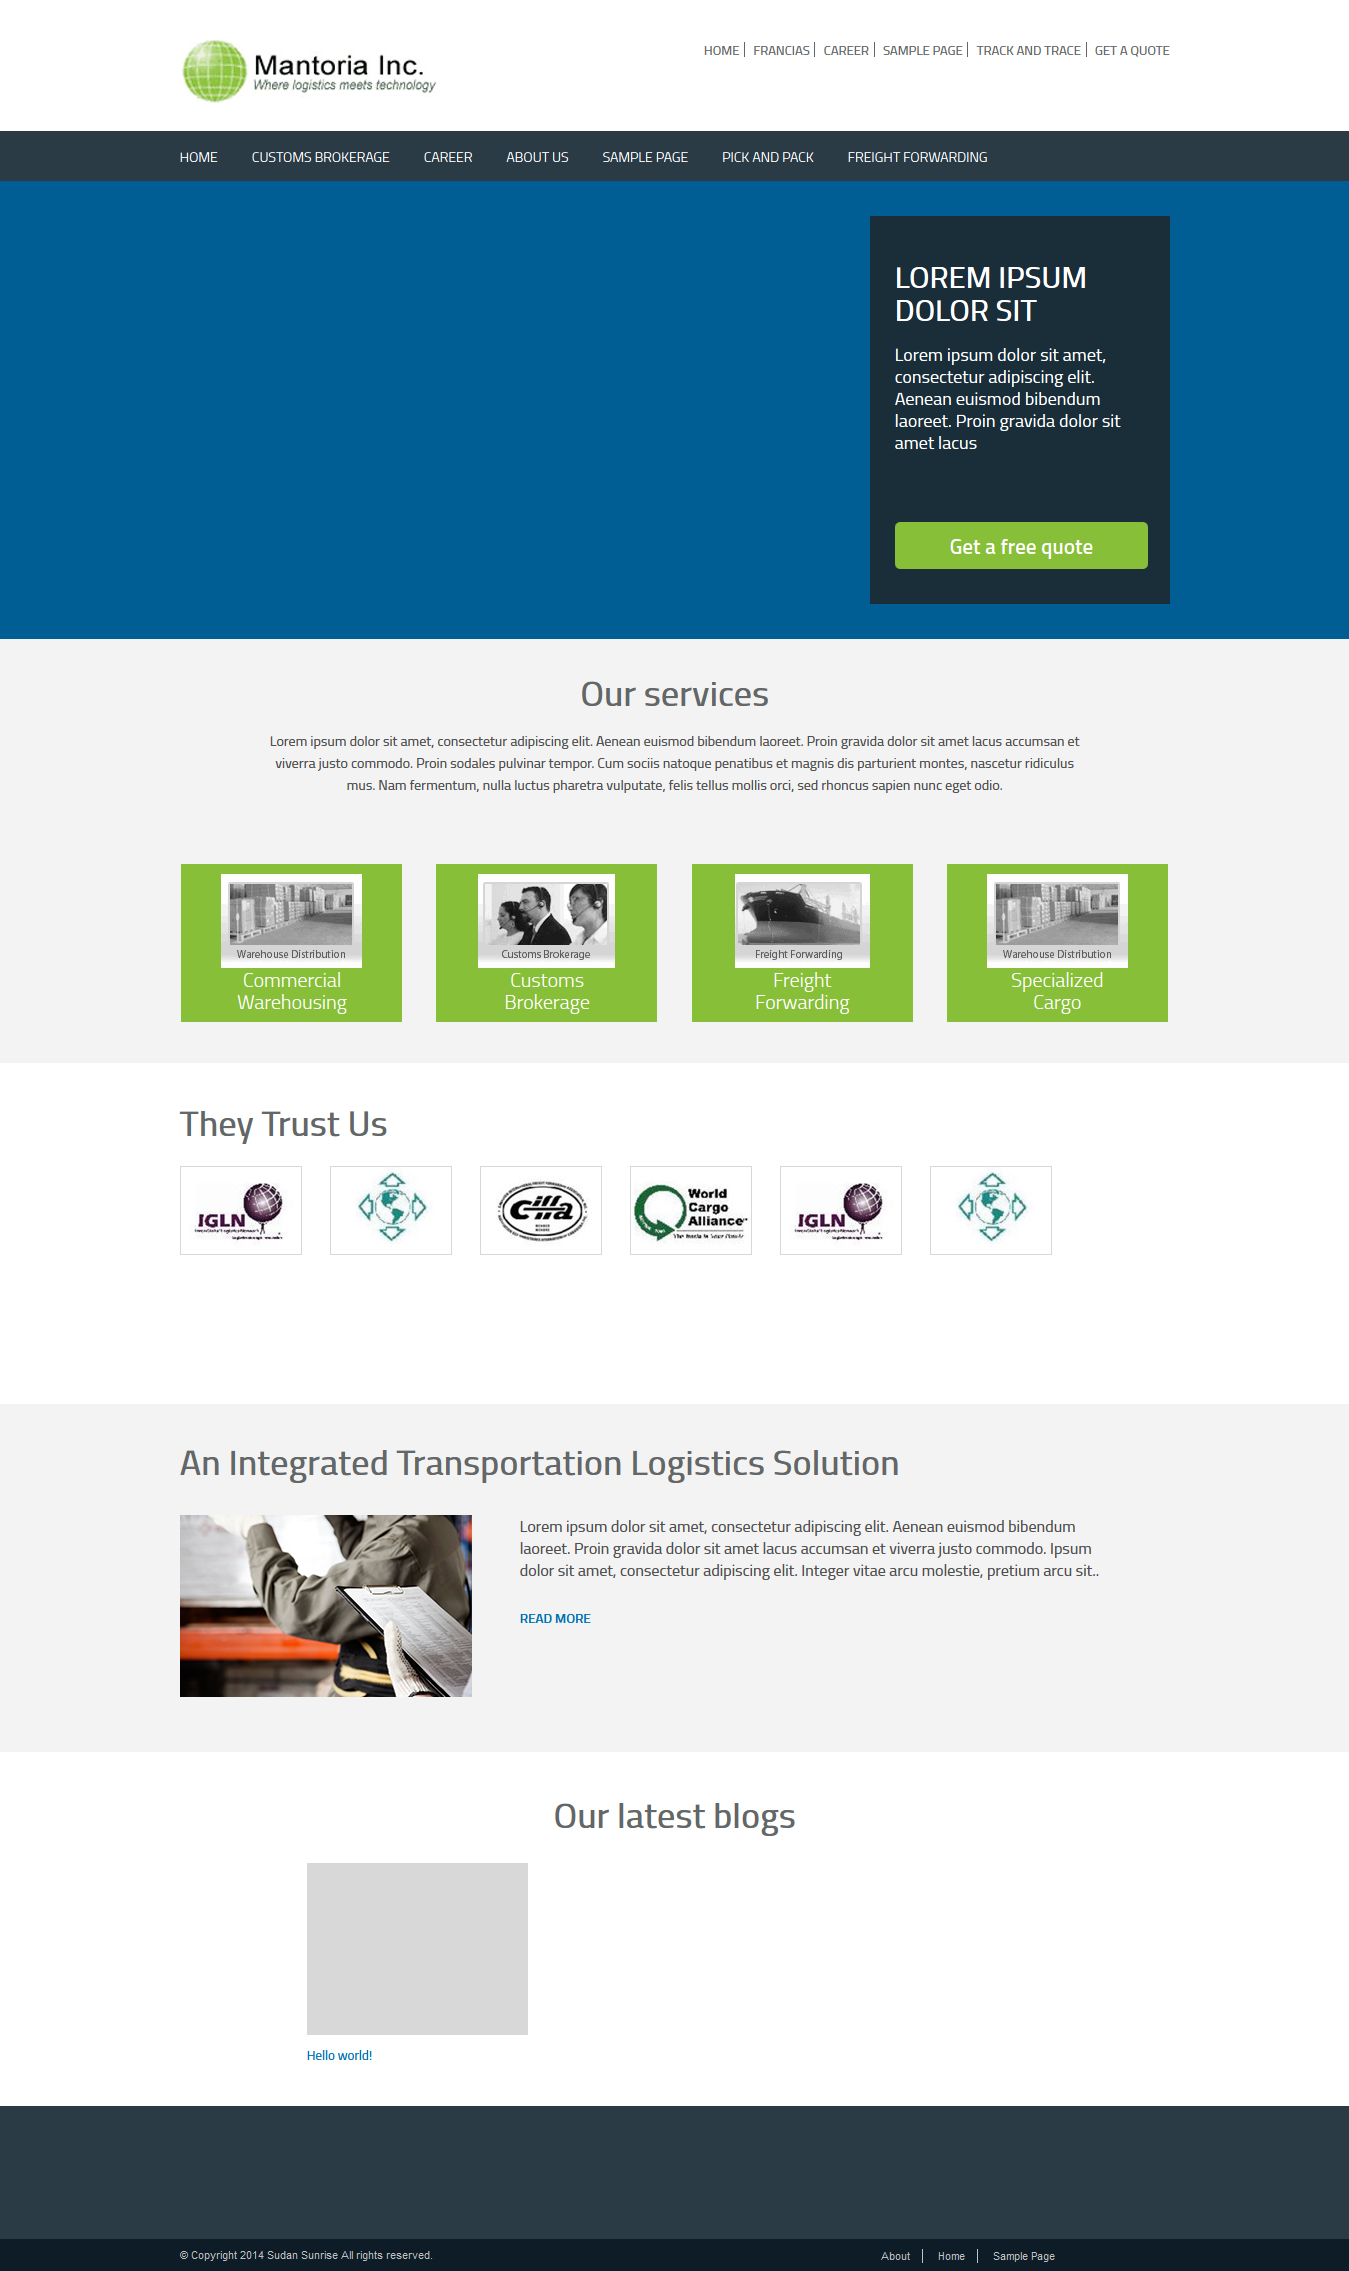 Mantoria Inc.
Where logistics meets technology
HOME FRANCIAS CAREER SAMPLE PAGE TRACK AND TRACE GET A QUOTE
HOME CUSTOMS BROKERAGE CAREER ABOUT US SAMPLE PAGE PICK AND PACK FREIGHT FORWARDING
LOREM IPSUM
DOLOR SIT
Lorem ipsum dolor sit amet,
consectetur adipiscing elit.
Aenean euismod bibendum
laoreet. Proin gravida dolor sit
amet lacus
Get a free quote
Our services
Lorem ipsum dolor sit amet, consectetur adipiscing elit. Aenean euismod bibendum laoreet. Proin gravida dolor sit amet lacus accumsan et
viverra justo commodo. Proin sodales pulvinar tempor. Cum sociis natoque penatibus et magnis dis parturient montes, nascetur ridiculus
mus. Nam fermentum, nulla luctus pharetra vulputate, felis tellus mollis orci, sed rhoncus sapien nunc eget odio.
Warehouse Distribution
Commercial
Warehousing
Customs Brokerage
Customs
Brokerage
Freight Forwarding
Freight
Forwarding
Warehouse Distribution
Specialized
Cargo
They Trust Us
IGLN
ciffa
World
Cargo
Alliance
IGLN
An Integrated Transportation Logistics Solution
Lorem ipsum dolor sit amet, consectetur adipiscing elit. Aenean euismod bibendum
laoreet. Proin gravida dolor sit amet lacus accumsan et viverra justo commodo. Ipsum
dolor sit amet, consectetur adipiscing elit. Integer vitae arcu molestie, pretium arcu sit..
READ MORE
Our latest blogs
Hello world!
© Copyright 2014 Sudan Sunrise All rights reserved.
About Home Sample Page